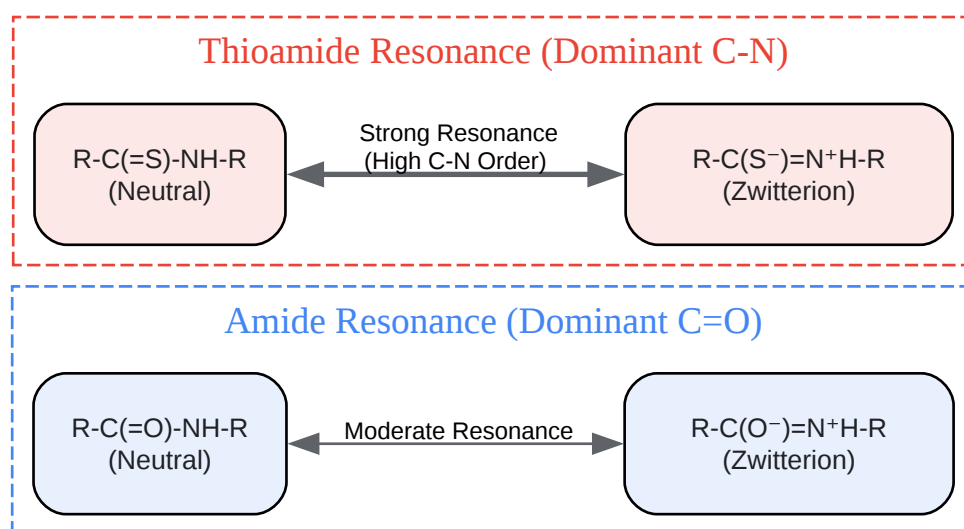 Thioamide Resonance (Dominant C-N)
R-C(=S)-NH-R
(Neutral)
Strong Resonance
(High C-N Order)
R-C(S⁻)=N⁺H-R
(Zwitterion)
Amide Resonance (Dominant C=O)
R-C(=O)-NH-R
(Neutral)
Moderate Resonance
R-C(O⁻)=N⁺H-R
(Zwitterion)